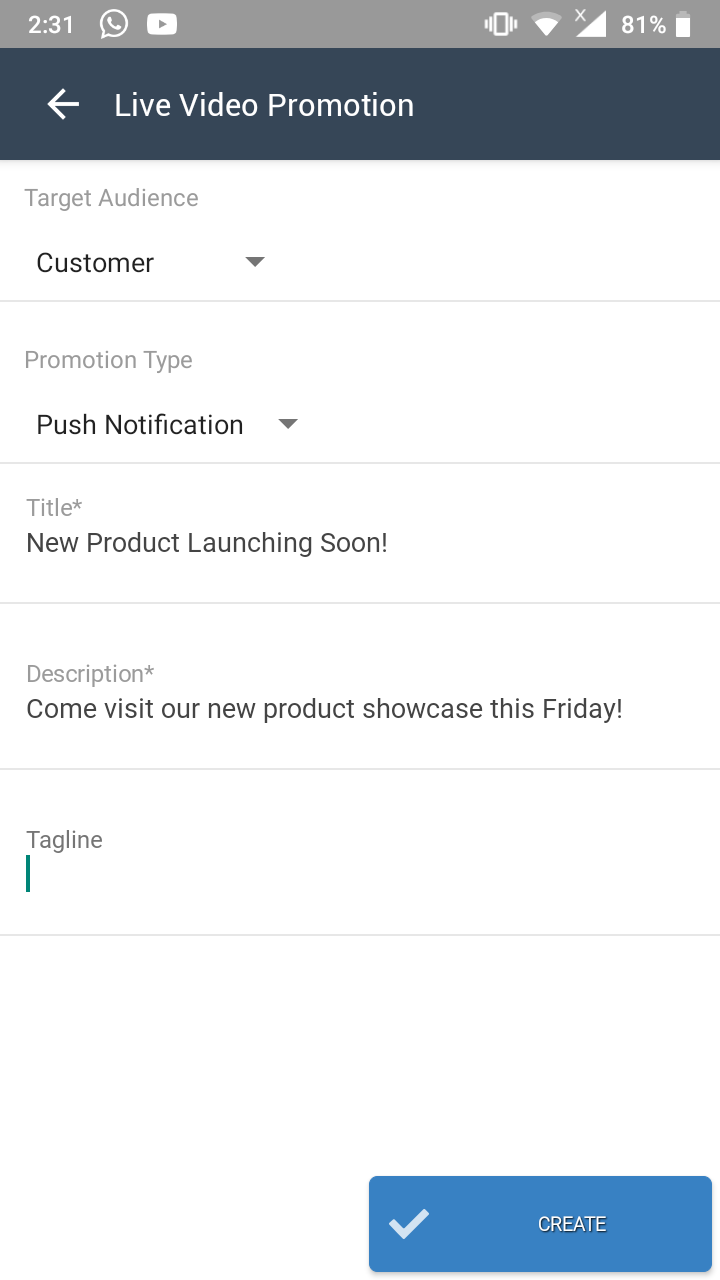 2:31
81%
Live Video Promotion
Target Audience
Customer
Promotion Type
Push Notification
Title*
New Product Launching Soon!
Description*
Come visit our new product showcase this Friday!
Tagline
CREATE